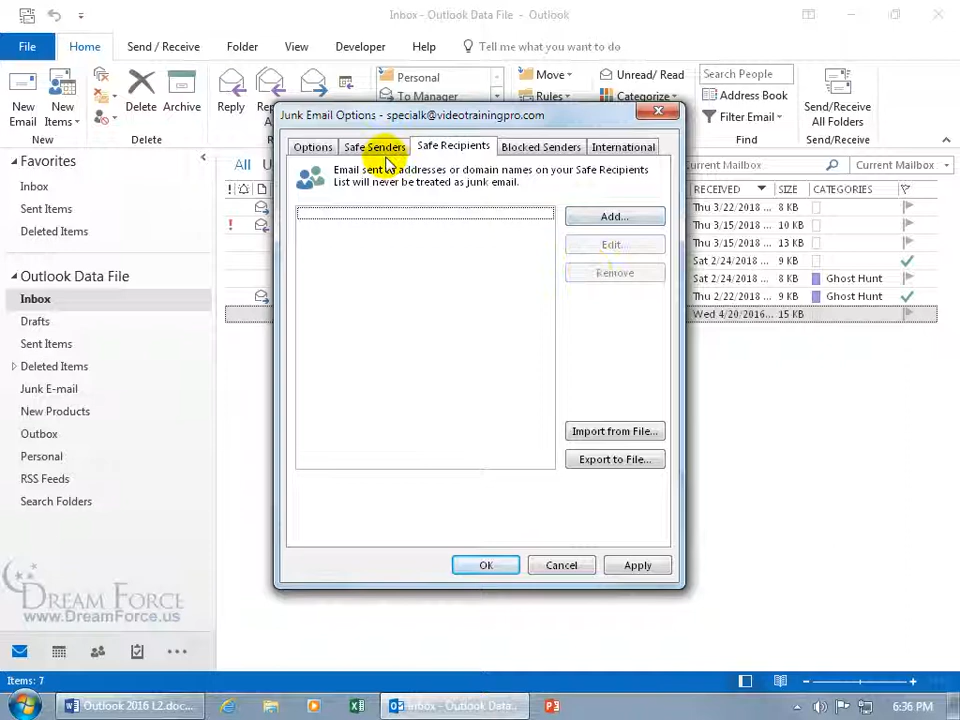 Inbox - Outlook Data File - Outlook
File Home Send / Receive Folder View Developer Help Tell me what you want to do
New Email
New Items
Delete
Archive
Reply
Personal
To Manager
Move
Rules
Unread/ Read
Categorize
Search People
Address Book
Filter Email
Send/Receive All Folders
New Delete Find Send/Receive
Favorites
Inbox
Sent Items
Deleted Items
Outlook Data File
Inbox
Drafts
Sent Items
Deleted Items
Junk E-mail
New Products
Outbox
Personal
RSS Feeds
Search Folders
DREAM FORCE
www.DreamForce.us
All
Current Mailbox
RECEIVED SIZE CATEGORIES
Thu 3/22/2018 ... 8 KB
Thu 3/15/2018 ... 10 KB
Thu 3/15/2018 ... 13 KB
Sat 2/24/2018 ... 9 KB
Sat 2/24/2018 ... 8 KB Ghost Hunt
Thu 2/22/2018 ... 9 KB Ghost Hunt
Wed 4/20/2016... 15 KB
Junk Email Options - specialk@videotrainingpro.com
Options Safe Senders Safe Recipients Blocked Senders International
addresses or domain names on your Safe Recipients
List will never be treated as junk email.
Add...
Edit...
Remove
Import from File...
Export to File...
OK Cancel Apply
Items: 7
Outlook 2016 L2.doc...
Inbox - Outlook Data...
6:36 PM